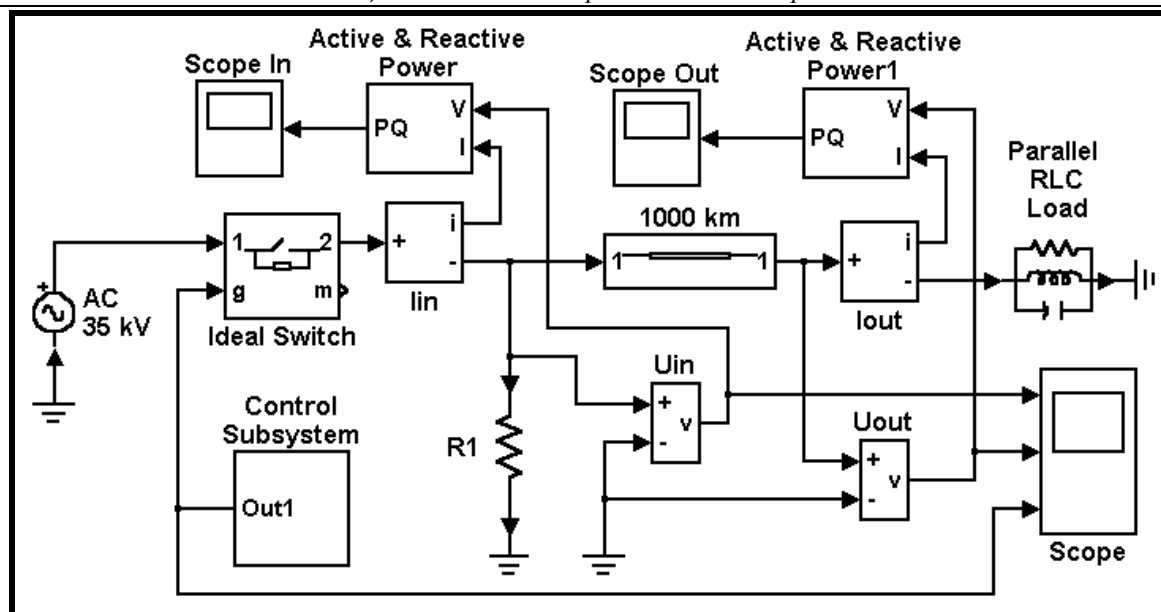 Active & Reactive
Power
Scope In
PQ
V
I
Active & Reactive
Power1
Scope Out
PQ
V
I
Parallel
RLC
Load
1
2
g
m
Ideal Switch
+
i
-
Iin
1000 km
1
1
+
i
-
Iout
+
AC
35 kV
Control
Subsystem
Out1
R1
Uin
+
-
v
Uout
+
-
v
Scope